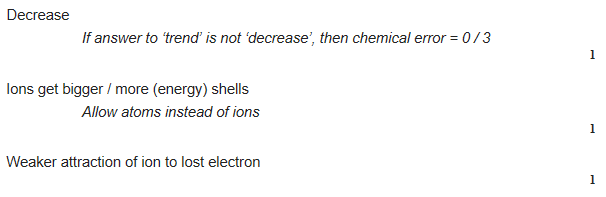 Decrease
If answer to ‘trend’ is not ‘decrease’, then chemical error = 0 / 3
1
Ions get bigger / more (energy) shells
Allow atoms instead of ions
1
Weaker attraction of ion to lost electron
1